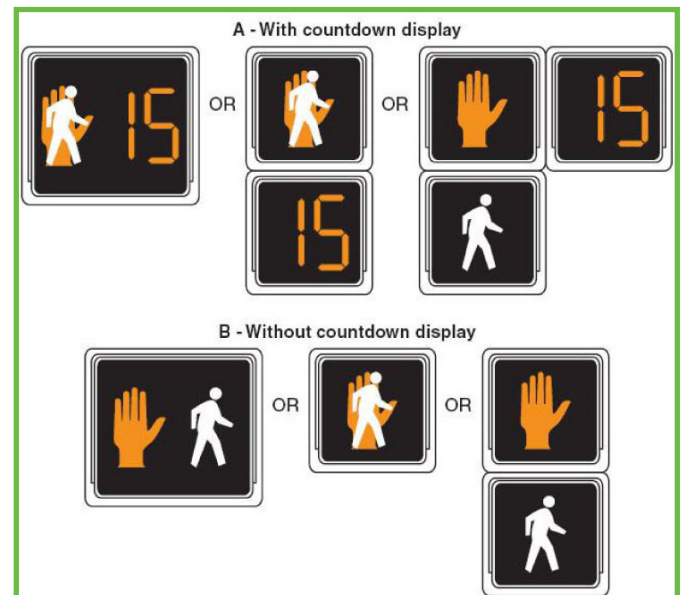 A - With countdown display
15 OR OR 15
15
B - Without countdown display
OR OR